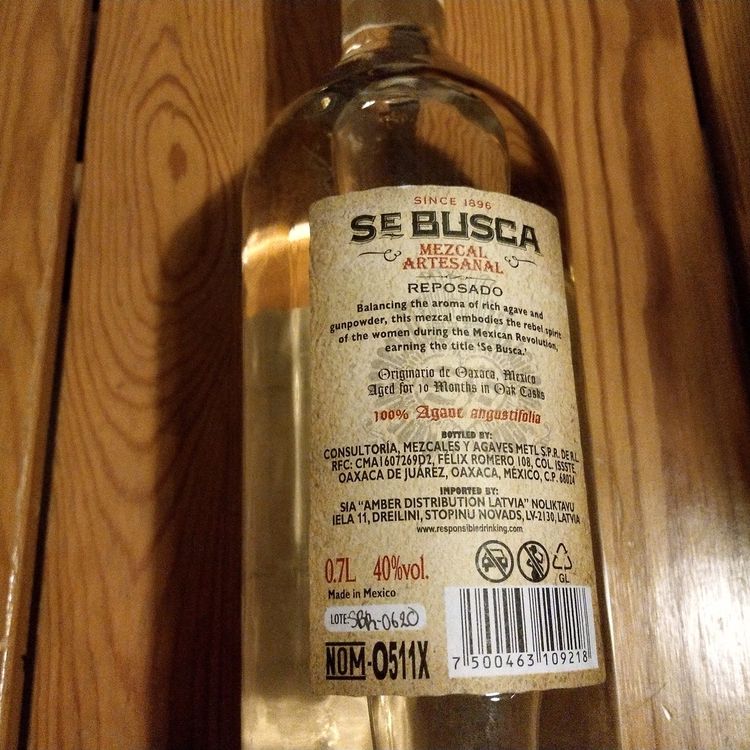 SINCE 1896
SE BUSCA
MEZCAL
ARTESANAL
REPOSADO
Balancing the aroma of rich agave and
gunpowder, this mezcal embodies the rebel spirit
of the women during the Mexican Revolution,
earning the title 'Se Busca.'
Originario de Oaxaca, Mexico
Aged for 10 Months in Oak Casks
100% Agave angustifolia
BOTTLED BY:
CONSULTORÍA, MEZCALES Y AGAVES METL S.P.R. DE R.L.
RFC: CMA1607269D2, FÉLIX ROMERO 108, COL. ISSSTE,
OAXACA DE JUÁREZ, OAXACA, MÉXICO, C.P. 68024
IMPORTED BY:
SIA "AMBER DISTRIBUTION LATVIA" NOLIKTAVU
IELA 11, DREILINI, STOPINU NOVADS, LV-2130, LATVIA
www.responsibledrinking.com
GL
0.7L 40%vol.
Made in Mexico
LOTE: SBR-0620
NOM-O511X
7 500463 109218